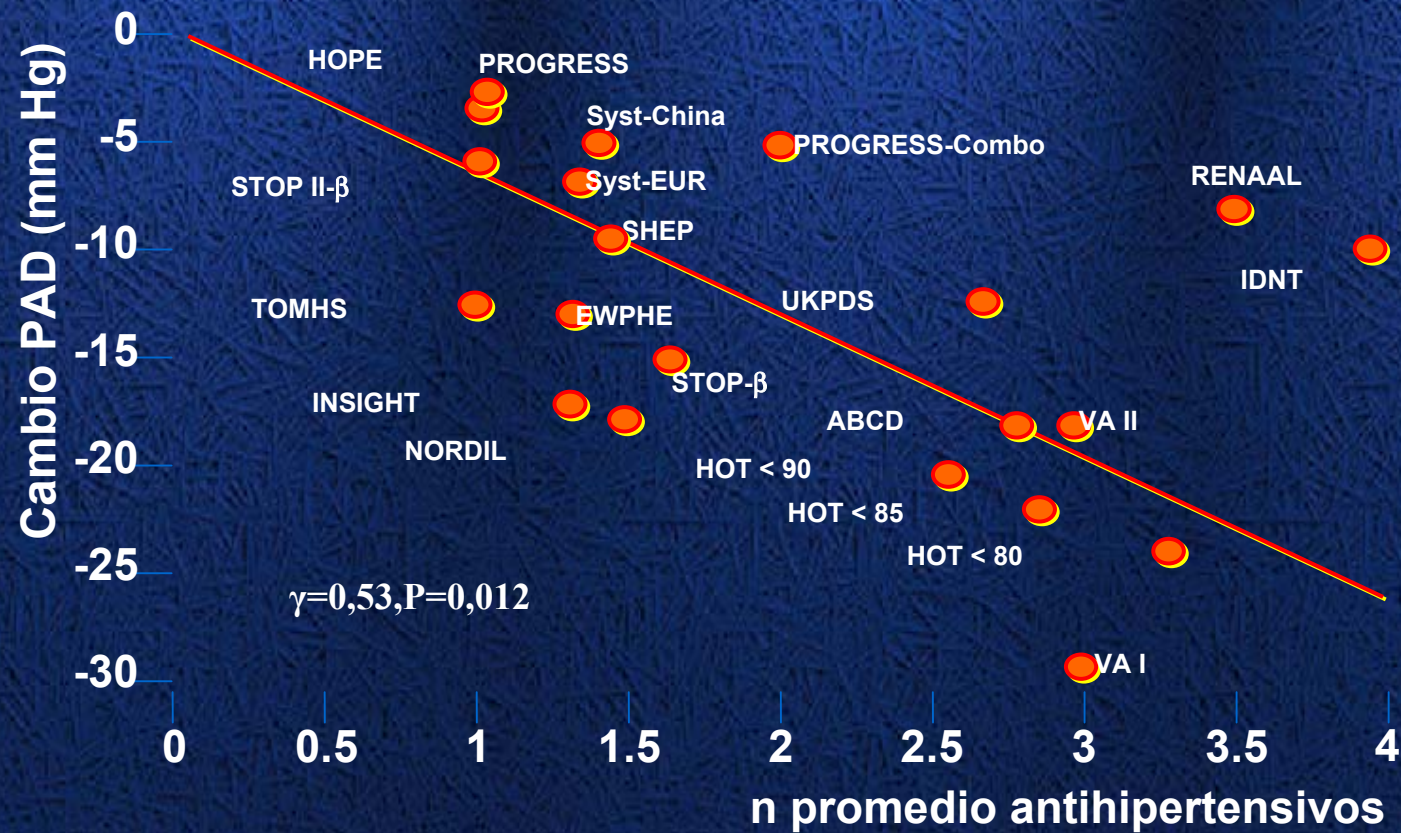 Cambio PAD (mm Hg)
0
-5
-10
-15
-20
-25
-30
HOPE
PROGRESS
Syst-China
PROGRESS-Combo
STOP II-β
Syst-EUR
RENAAL
SHEP
IDNT
TOMHS
EWPHE
UKPDS
STOP-β
INSIGHT
ABCD
VA II
NORDIL
HOT < 90
HOT < 85
HOT < 80
γ=0,53,P=0,012
VA I
0 0.5 1 1.5 2 2.5 3 3.5 4
n promedio antihipertensivos